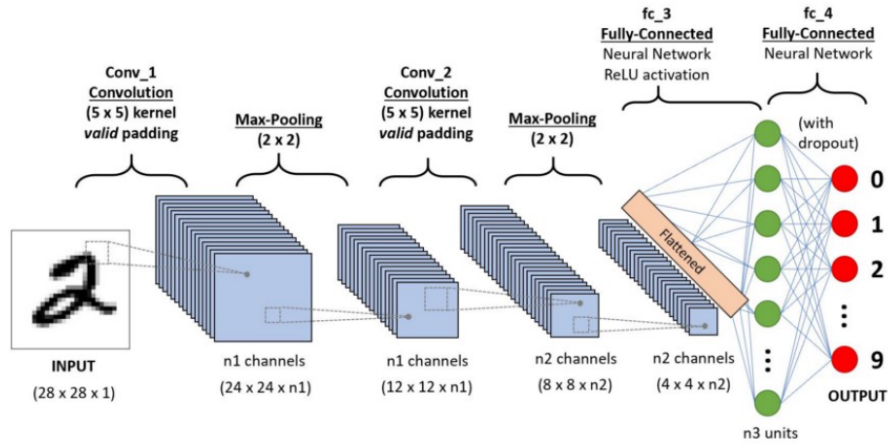 fc_3
Fully-Connected
Neural Network
ReLU activation
fc_4
Fully-Connected
Neural Network
Conv_1
Convolution
(5 x 5) kernel
valid padding
Max-Pooling
(2 x 2)
Conv_2
Convolution
(5 x 5) kernel
valid padding
Max-Pooling
(2 x 2)
(with
dropout)
Flattened
0
1
2
9
INPUT
(28 x 28 x 1)
n1 channels
(24 x 24 x n1)
n1 channels
(12 x 12 x n1)
n2 channels
(8 x 8 x n2)
n2 channels
(4 x 4 x n2)
n3 units
OUTPUT
2